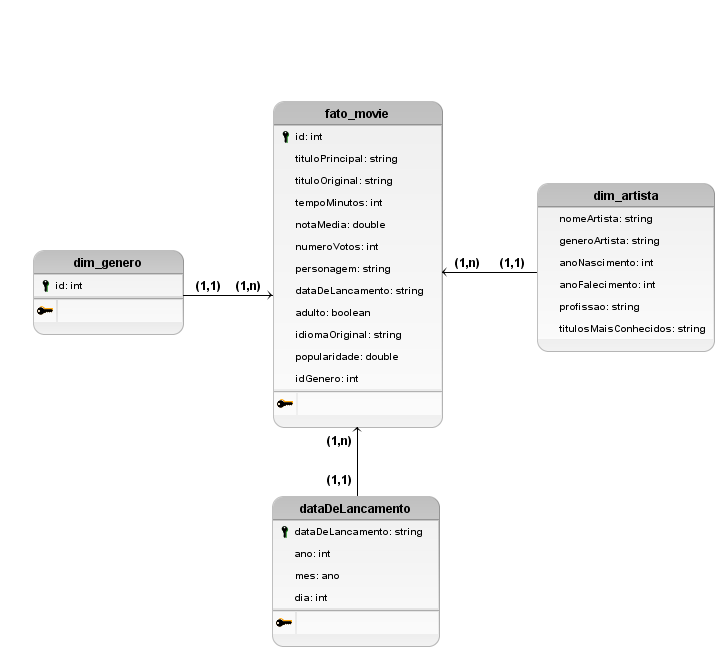 fato_movie
id: int
tituloPrincipal: string
tituloOriginal: string
tempoMinutos: int
notaMedia: double
numeroVotos: int
personagem: string
dataDeLancamento: string
adulto: boolean
idiomaOriginal: string
popularidade: double
idGenero: int
dim_genero
id: int
(1,1) (1,n)
dim_artista
nomeArtista: string
generoArtista: string
anoNascimento: int
anoFalecimento: int
profissao: string
titulosMaisConhecidos: string
(1,n) (1,1)
(1,n)
(1,1)
dataDeLancamento
dataDeLancamento: string
ano: int
mes: ano
dia: int